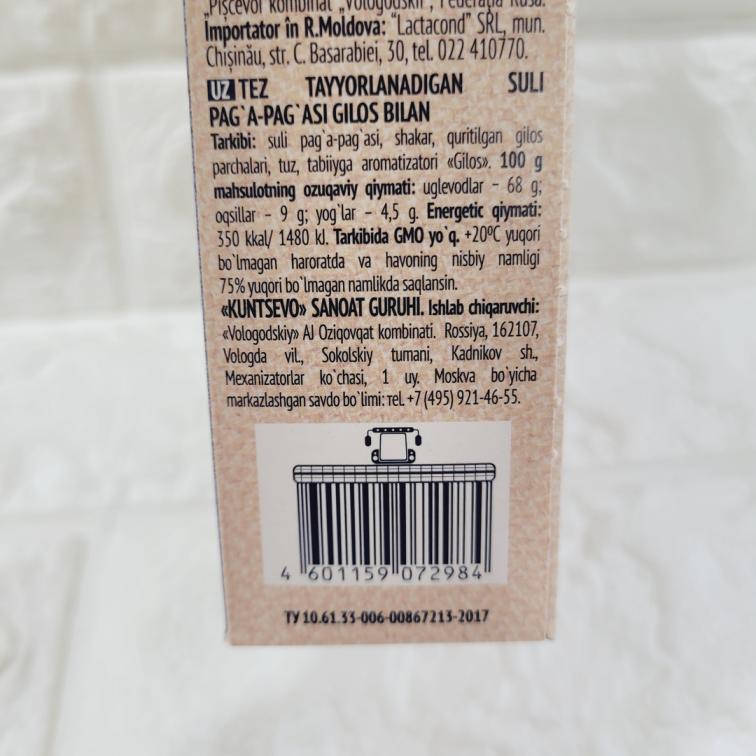 „Pişcevoi kombinat „Vologodskii", Federaţia Rusă.
Importator în R.Moldova: "Lactacond" SRL, mun.
Chişinău, str. C. Basarabiei, 30, tel. 022 410770.
UZ TEZ TAYYORLANADIGAN SULI
PAG`A-PAG`ASI GILOS BILAN
Tarkibi: suli pag`a-pag`asi, shakar, quritilgan gilos
parchalari, tuz, tabiiyga aromatizatori «Gilos». 100 g
mahsulotning ozuqaviy qiymati: uglevodlar – 68 g;
oqsillar – 9 g; yog`lar – 4,5 g. Energetic qiymati:
350 kkal/ 1480 kJ. Tarkibida GMO yo`q. +20ºC yuqori
bo`lmagan haroratda va havoning nisbiy namligi
75% yuqori bo`lmagan namlikda saqlansin.
«KUNTSEVO» SANOAT GURUHI. Ishlab chiqaruvchi:
«Vologodskiy» AJ Oziqovqat kombinati. Rossiya, 162107,
Vologda vil., Sokolskiy tumani, Kadnikov sh.,
Mexanizatorlar ko`chasi, 1 uy. Moskva bo`yicha
markazlashgan savdo bo`limi: тел. +7 (495) 921-46-55.
4 601159 072984
ТУ 10.61.33-006-00867213-2017